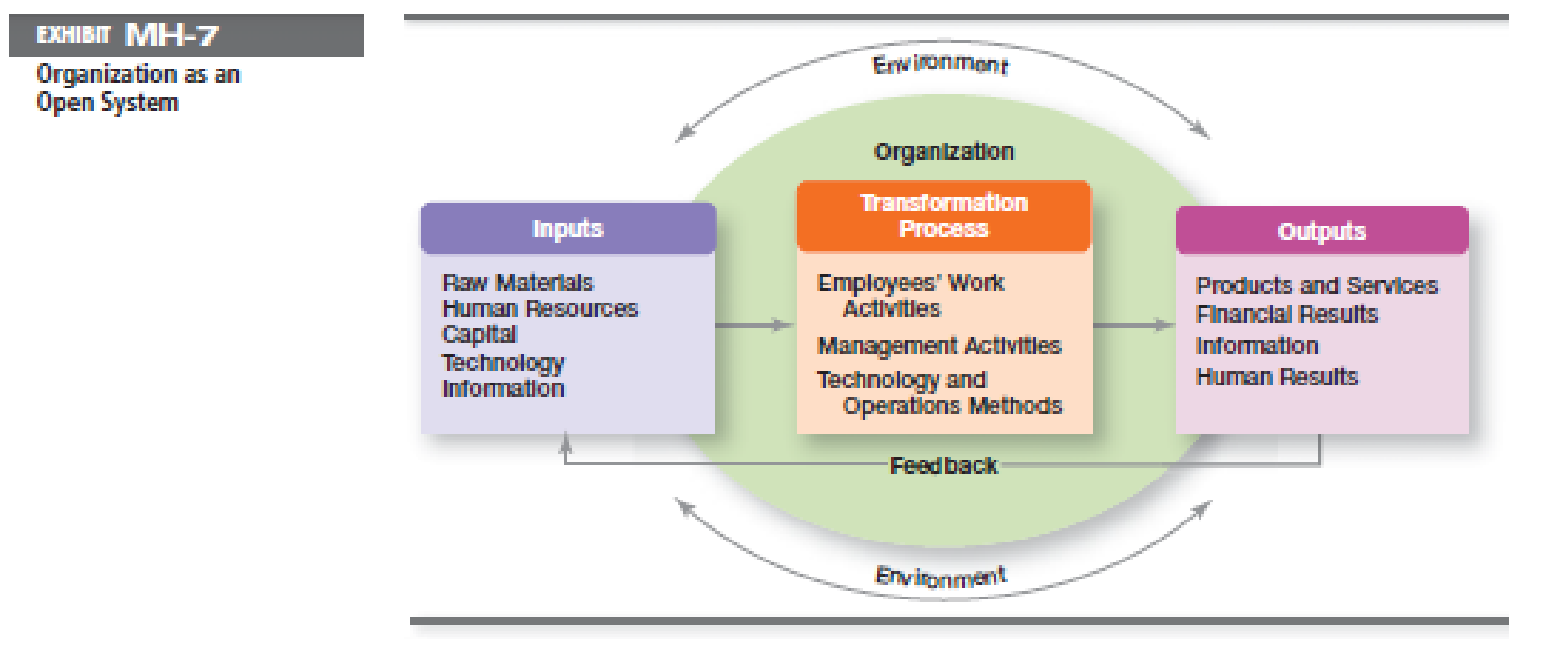 EXHIBIT MH-7
Organization as an
Open System
Environment
Organization
Inputs
Raw Materials
Human Resources
Capital
Technology
Information
Transformation
Process
Employees' Work
Activities
Management Activities
Technology and
Operations Methods
Outputs
Products and Services
Financial Results
Information
Human Results
Feedback
Environment